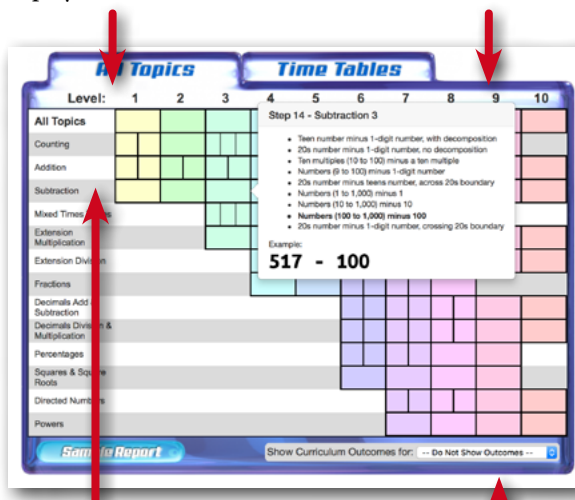 All Topics Time Tables
Level: 1 2 3 4 5 6 7 8 9 10
All Topics
Counting
Addition
Subtraction
Mixed Times
Extension
Multiplication
Extension Division
Fractions
Decimals Add &
Subtraction
Decimals Division &
Multiplication
Percentages
Squares & Square
Roots
Directed Numbers
Powers
Step 14 - Subtraction 3
• Teen number minus 1-digit number, with decomposition
• 20s number minus 1-digit number, no decomposition
• Ten multiples (10 to 100) minus a ten multiple
• Numbers (9 to 100) minus 1-digit number
• 20s number minus teens number, across 20s boundary
• Numbers (1 to 1,000) minus 1
• Numbers (10 to 1,000) minus 10
• Numbers (100 to 1,000) minus 100
• 20s number minus 1-digit number, crossing 20s boundary
Example:
517 - 100
Sample Report
Show Curriculum Outcomes for: -- Do Not Show Outcomes --